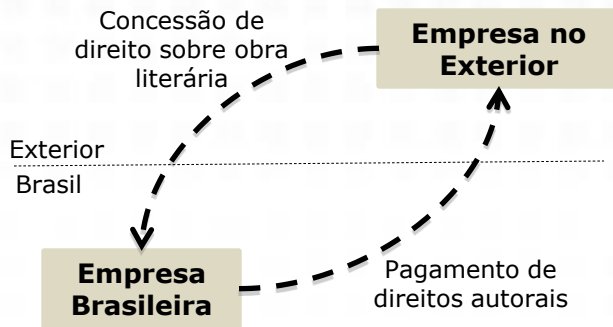 Concessão de
direito sobre obra
literária
Empresa no
Exterior
Exterior
Brasil
Empresa
Brasileira
Pagamento de
direitos autorais